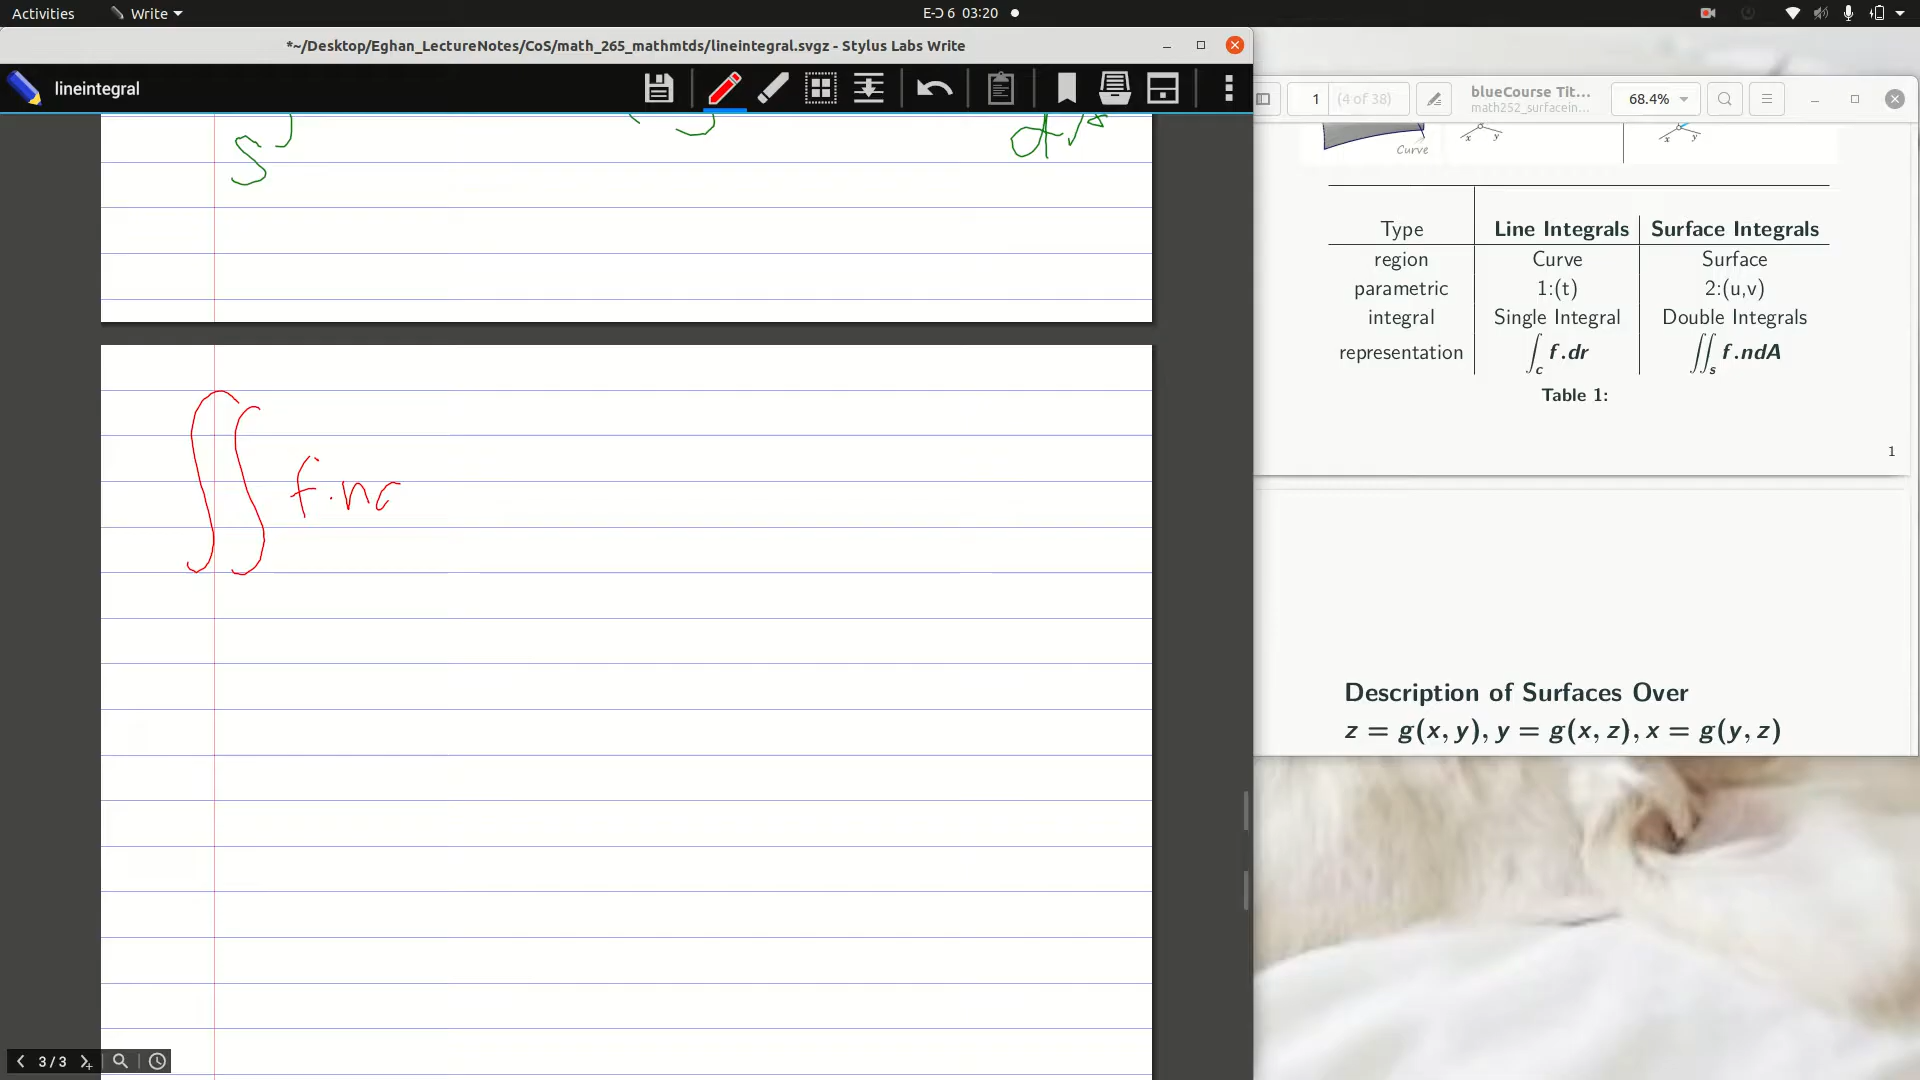 Activities Write E-Ɔ 6 03:20
*~/Desktop/Eghan_LectureNotes/CoS/math_265_mathmtds/lineintegral.svgz - Stylus Labs Write
lineintegral
1 (4 of 38) blueCourse Tit... 68.4%
math252_surfacein...
S
dA
x y x y
Curve
Type Line Integrals Surface Integrals
region Curve Surface
parametric 1:(t) 2:(u,v)
integral Single Integral Double Integrals
representation ∫c f.dr ∬s f.ndA
Table 1:
1
∬ f.nc
Description of Surfaces Over
z = g(x, y), y = g(x, z), x = g(y, z)
3 / 3